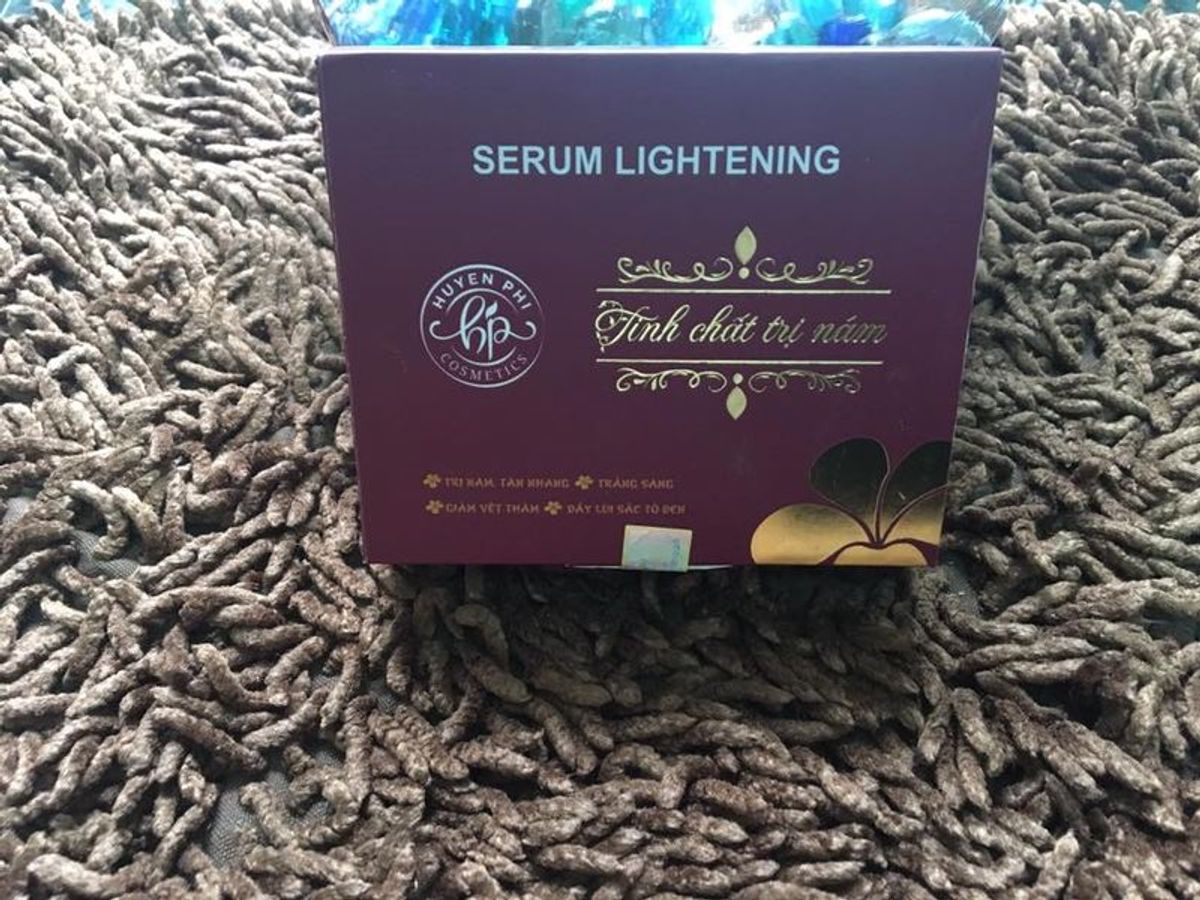 SERUM LIGHTENING
HUYEN PHI
hp
COSMETICS
Tinh chất trị nám
TRỊ NÁM, TÀN NHANG TRẮNG SÁNG
GIẢM VẾT THÂM ĐẨY LÙI SẮC TỐ ĐEN